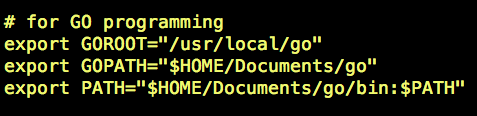 # for GO programming
export GOROOT="/usr/local/go"
export GOPATH="$HOME/Documents/go"
export PATH="$HOME/Documents/go/bin:$PATH"